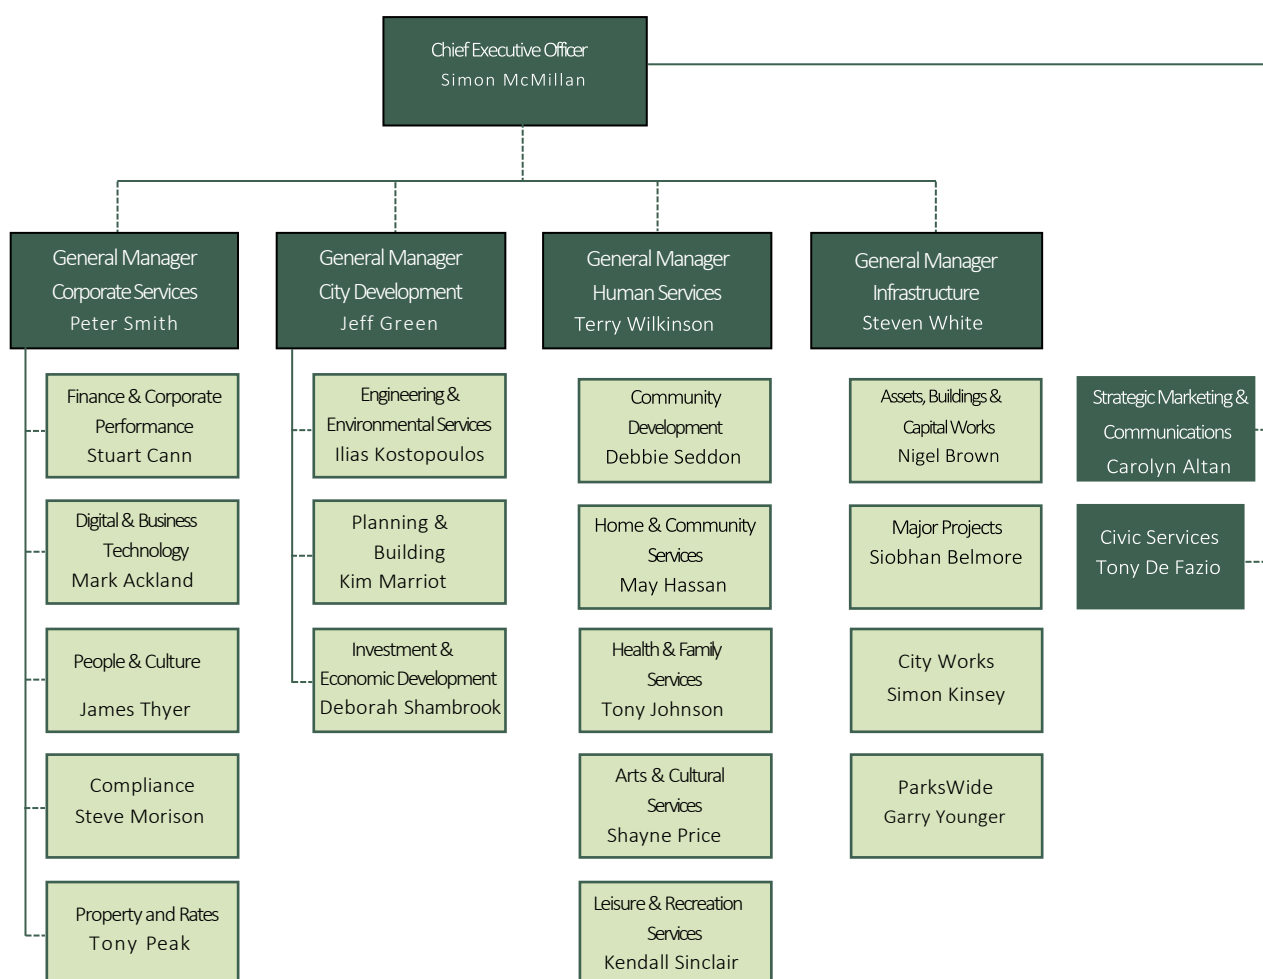 Chief Executive Officer
Simon McMillan
General Manager
Corporate Services
Peter Smith
General Manager
City Development
Jeff Green
General Manager
Human Services
Terry Wilkinson
General Manager
Infrastructure
Steven White
Finance & Corporate
Performance
Stuart Cann
Digital & Business
Technology
Mark Ackland
People & Culture
James Thyer
Compliance
Steve Morison
Property and Rates
Tony Peak
Engineering &
Environmental Services
Ilias Kostopoulos
Planning &
Building
Kim Marriot
Investment &
Economic Development
Deborah Shambrook
Community
Development
Debbie Seddon
Home & Community
Services
May Hassan
Health & Family
Services
Tony Johnson
Arts & Cultural
Services
Shayne Price
Leisure & Recreation
Services
Kendall Sinclair
Assets, Buildings &
Capital Works
Nigel Brown
Major Projects
Siobhan Belmore
City Works
Simon Kinsey
ParksWide
Garry Younger
Strategic Marketing &
Communications
Carolyn Altan
Civic Services
Tony De Fazio